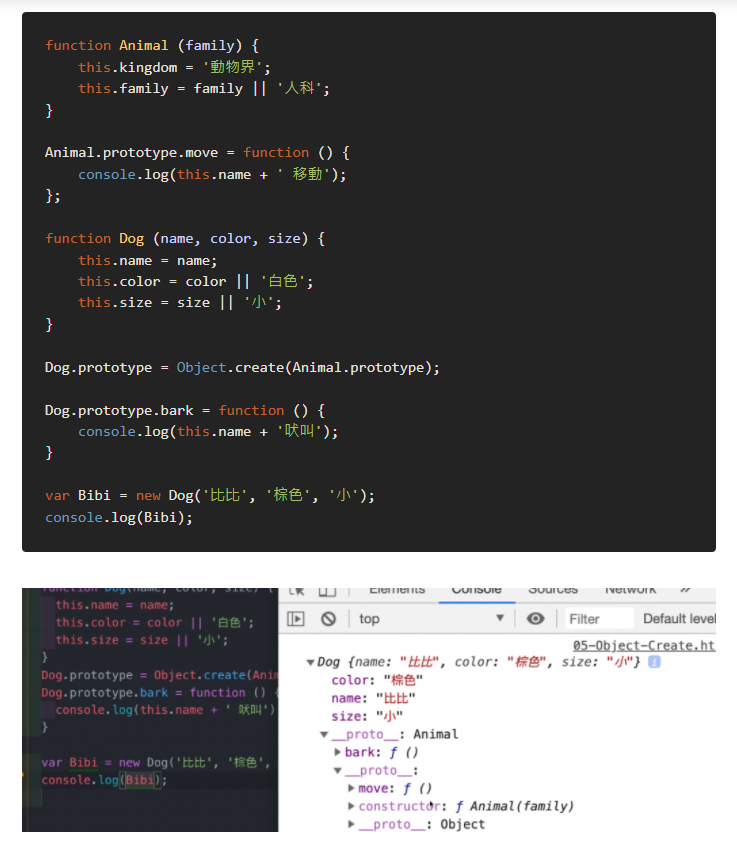 function Animal (family) {
    this.kingdom = '動物界';
    this.family = family || '人科';
}

Animal.prototype.move = function () {
    console.log(this.name + ' 移動');
};

function Dog (name, color, size) {
    this.name = name;
    this.color = color || '白色';
    this.size = size || '小';
}

Dog.prototype = Object.create(Animal.prototype);

Dog.prototype.bark = function () {
    console.log(this.name + '吠叫');
}

var Bibi = new Dog('比比', '棕色', '小');
console.log(Bibi);

function Dog(name, color, size) {
  this.name = name;
  this.color = color || '白色';
  this.size = size || '小';
}
Dog.prototype = Object.create(Anim
Dog.prototype.bark = function () {
  console.log(this.name + ' 吠叫')
}

var Bibi = new Dog('比比', '棕色',
console.log(Bibi);
Elements Console Sources Network »
top Filter Default level
05-Object-Create.ht
▼Dog {name: "比比", color: "棕色", size: "小"} i
color: "棕色"
name: "比比"
size: "小"
▼__proto__: Animal
▶bark: ƒ ()
▼__proto__:
▶move: ƒ ()
▶constructor: ƒ Animal(family)
▶__proto__: Object